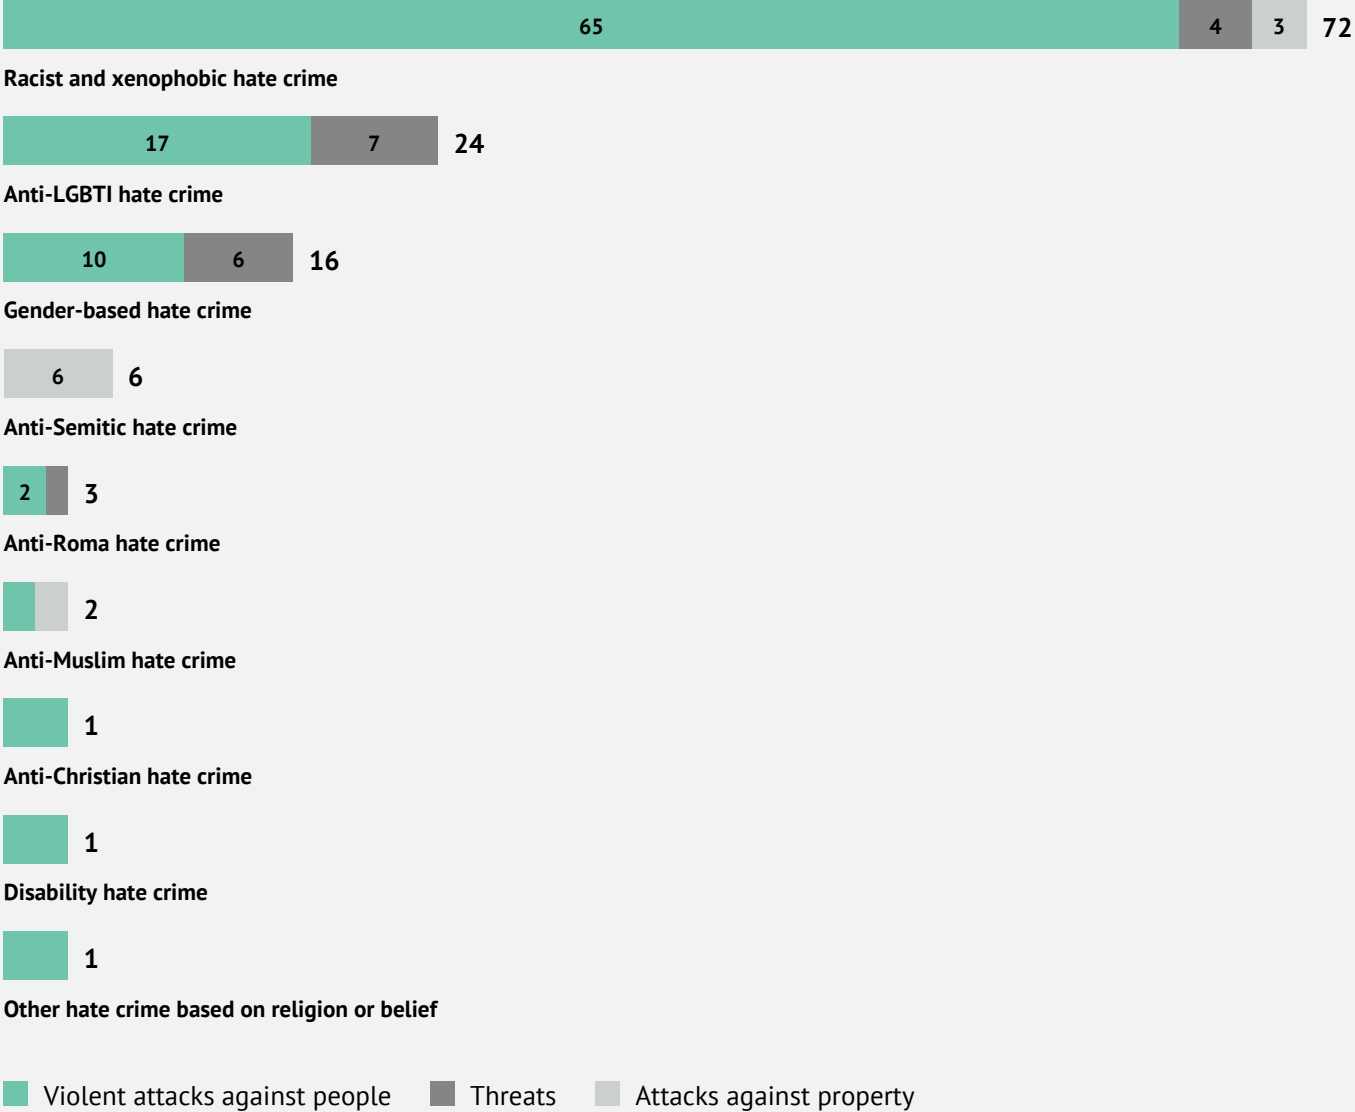 65 4 3 72
Racist and xenophobic hate crime
17 7 24
Anti-LGBTI hate crime
10 6 16
Gender-based hate crime
6 6
Anti-Semitic hate crime
2 3
Anti-Roma hate crime
2
Anti-Muslim hate crime
1
Anti-Christian hate crime
1
Disability hate crime
1
Other hate crime based on religion or belief
Violent attacks against people Threats Attacks against property